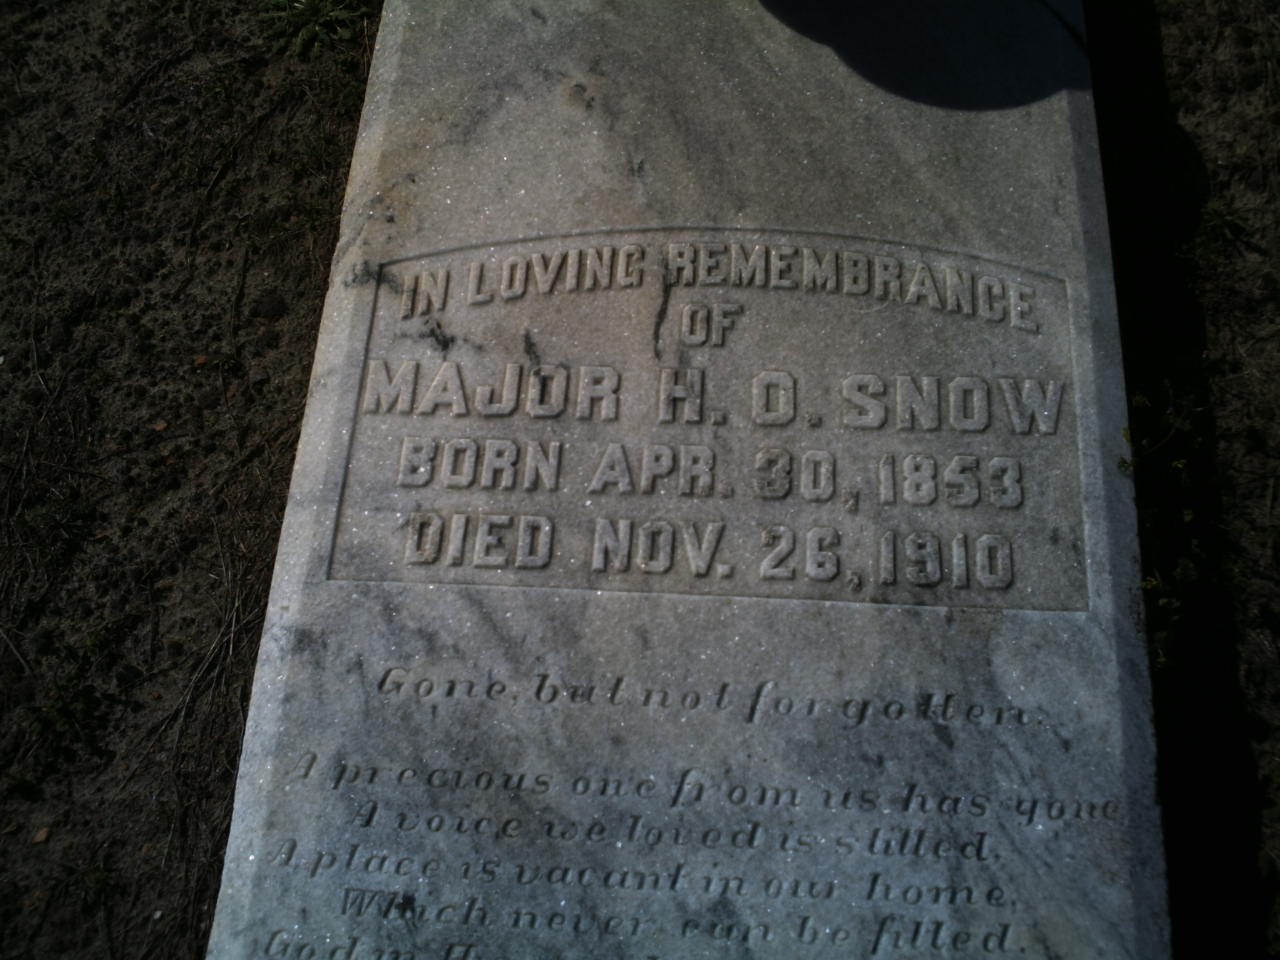 IN LOVING REMEMBRANCE
OF
MAJOR H. O. SNOW
BORN APR. 30, 1853
DIED NOV. 26, 1910
Gone, but not forgotten.
A precious one from us has gone
A voice we loved is stilled,
A place is vacant in our home,
Which never can be filled.
God in